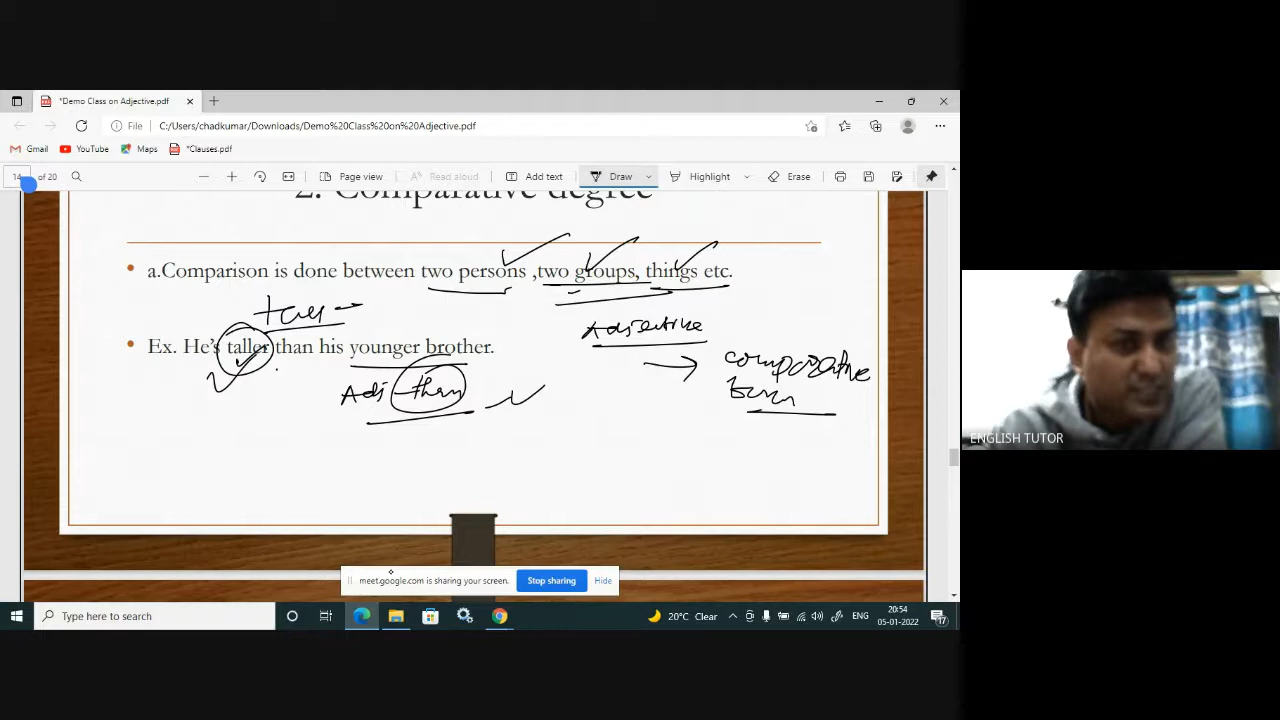 *Demo Class on Adjective.pdf
File C:/Users/chadkumar/Downloads/Demo%20Class%20on%20Adjective.pdf
Gmail YouTube Maps *Clauses.pdf
14 of 20 Page view Read aloud Add text Draw Highlight Erase
2. Comparative degree
• a.Comparison is done between two persons ,two groups, things etc.
Adjective
• Ex. He's taller than his younger brother.
comparative
Adj than
ENGLISH TUTOR
meet.google.com is sharing your screen. Stop sharing Hide
Type here to search 20°C Clear ENG 20:54
05-01-2022 17